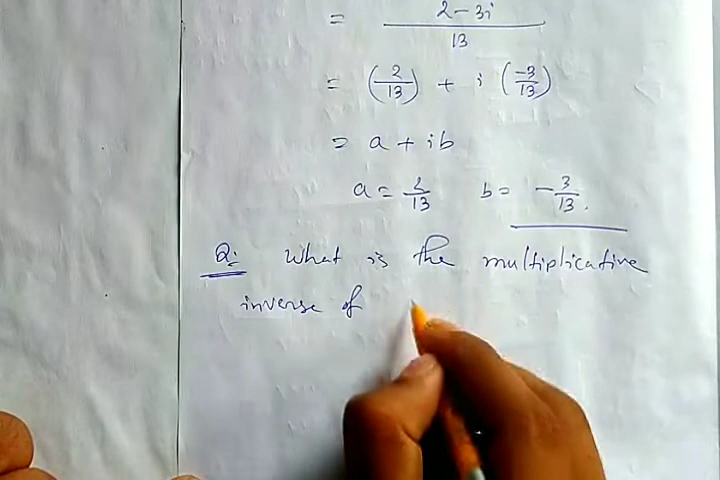 = 2-3i / 13
= (2/13) + i (-3/13)
= a + ib
a = 2/13 b = -3/13.
Q: What is the multiplicative
inverse of